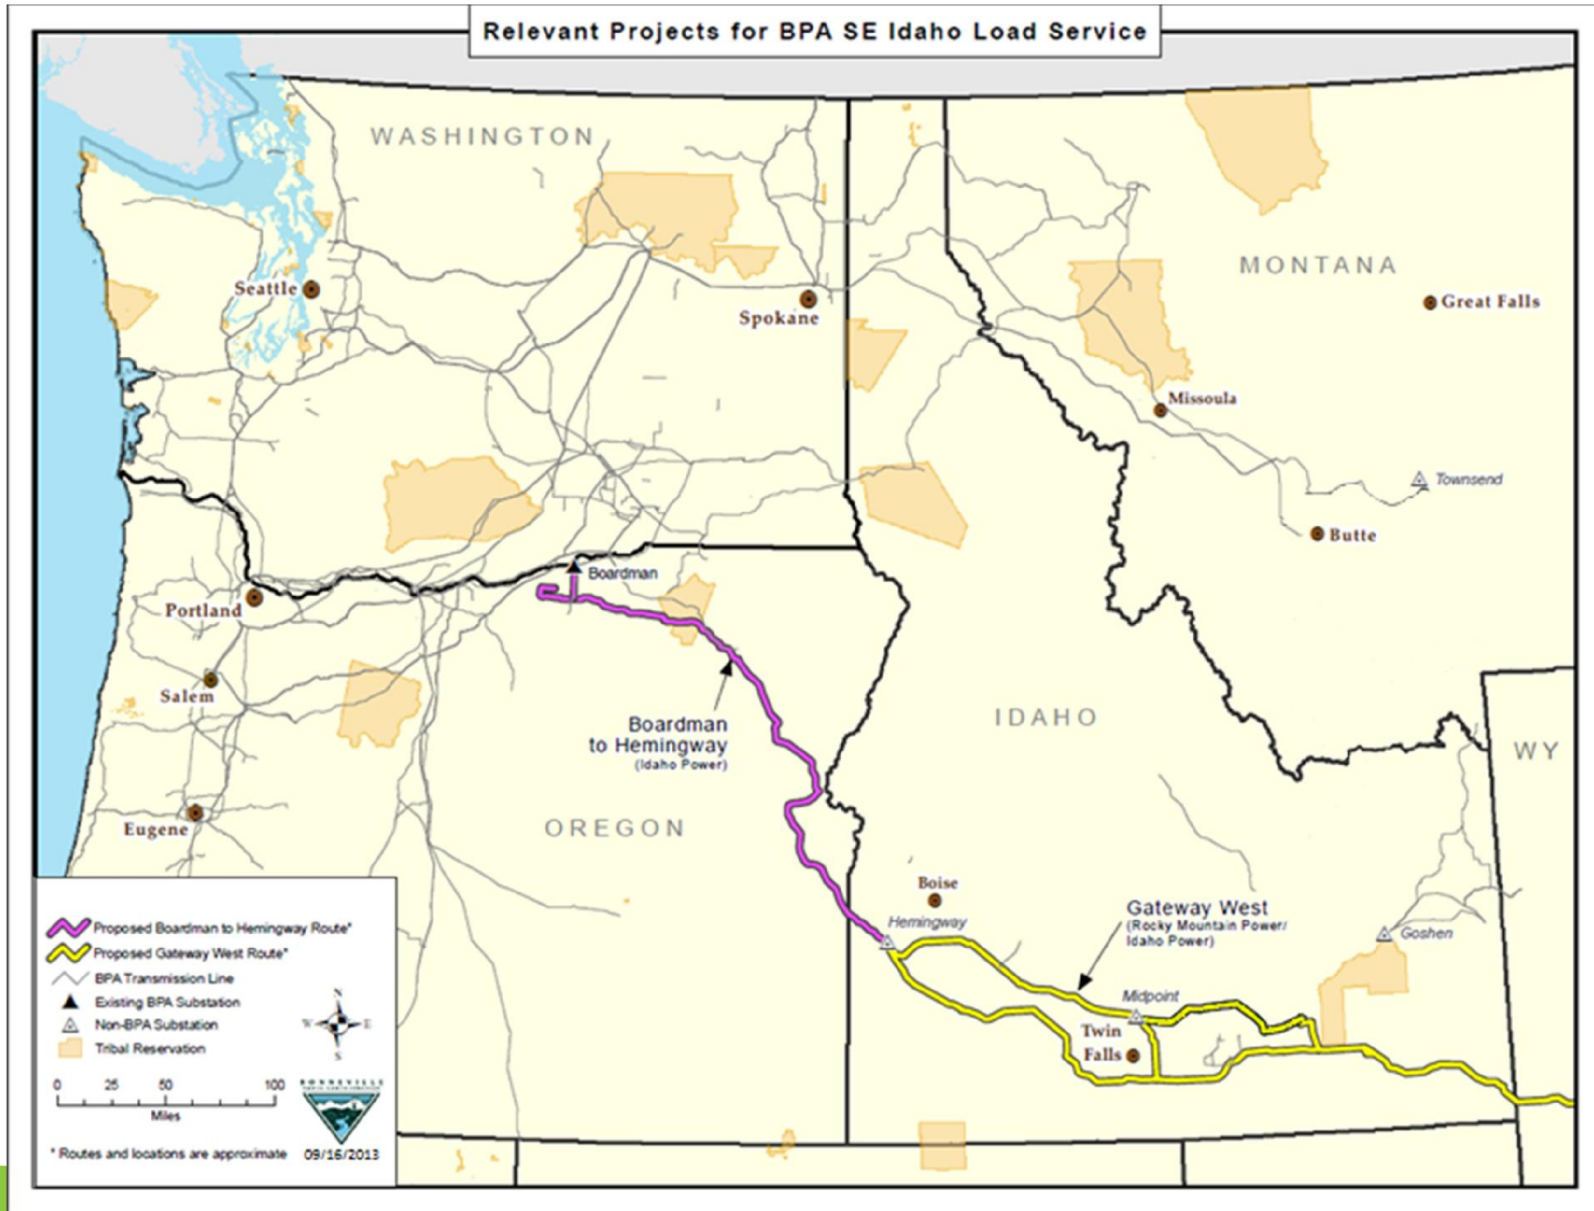 Relevant Projects for BPA SE Idaho Load Service
WASHINGTON
MONTANA
Seattle
Spokane
Great Falls
Missoula
Townsend
Butte
Boardman
Portland
Salem
Boardman
to Hemingway
(Idaho Power)
IDAHO
WY
Eugene
OREGON
Boise
Hemingway
Gateway West
(Rocky Mountain Power/
Idaho Power)
Goshen
Midpoint
Twin
Falls
Proposed Boardman to Hemingway Route*
Proposed Gateway West Route*
BPA Transmission Line
Existing BPA Substation
Non-BPA Substation
Tribal Reservation
N
W E
S
0 25 50 100
Miles
BONNEVILLE
* Routes and locations are approximate 09/16/2013